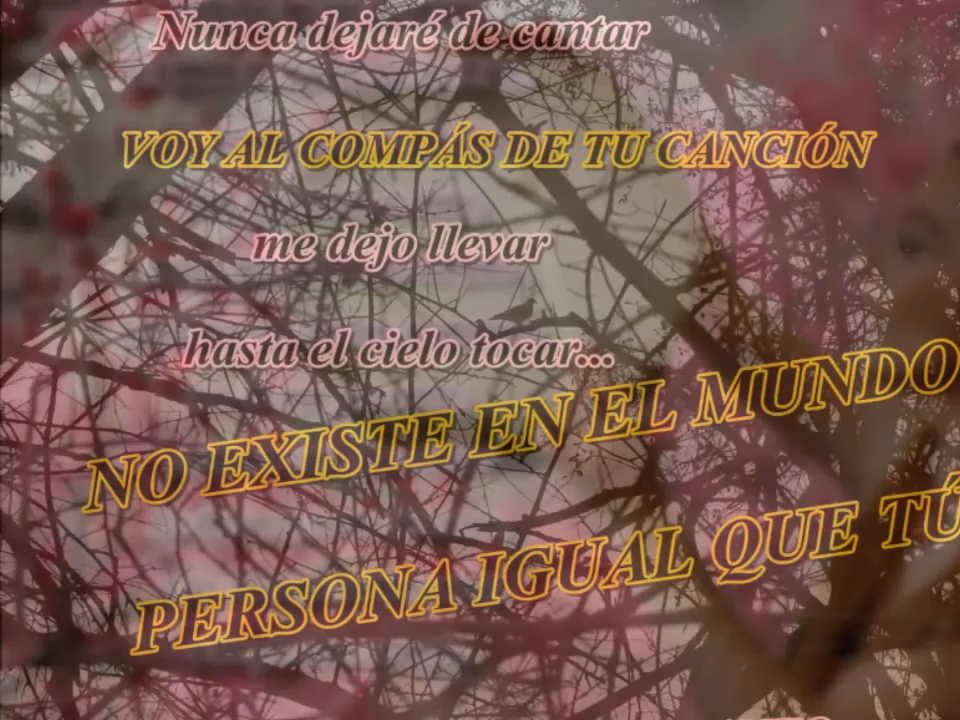 Nunca dejaré de cantar
VOY AL COMPÁS DE TU CANCIÓN
me dejo llevar
hasta el cielo tocar...
NO EXISTE EN EL MUNDO
PERSONA IGUAL QUE TÚ